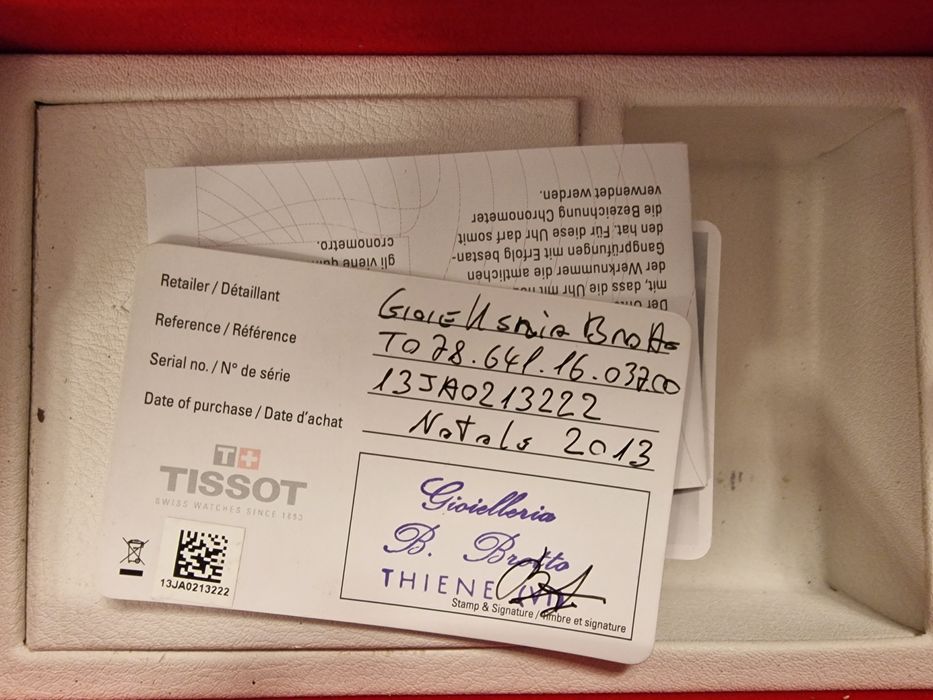 Der
mit, dass die Uhr mit
der Werknummer die amtlichen
Gangprüfungen mit Erfolg bestan-
den hat. Für diese Uhr darf somit
die Bezeichnung Chronometer
verwendet werden.
gli viene
cronometro.
Retailer / Détaillant Gioielleria Brotto
Reference / Référence T078.641.16.037.00
Serial no. / N° de série 13JA0213222
Date of purchase / Date d'achat Natale 2013
T+
TISSOT
SWISS WATCHES SINCE 1853
13JA0213222
Gioielleria
B. Brotto
THIENE (VI)
Stamp & Signature / Timbre et signature